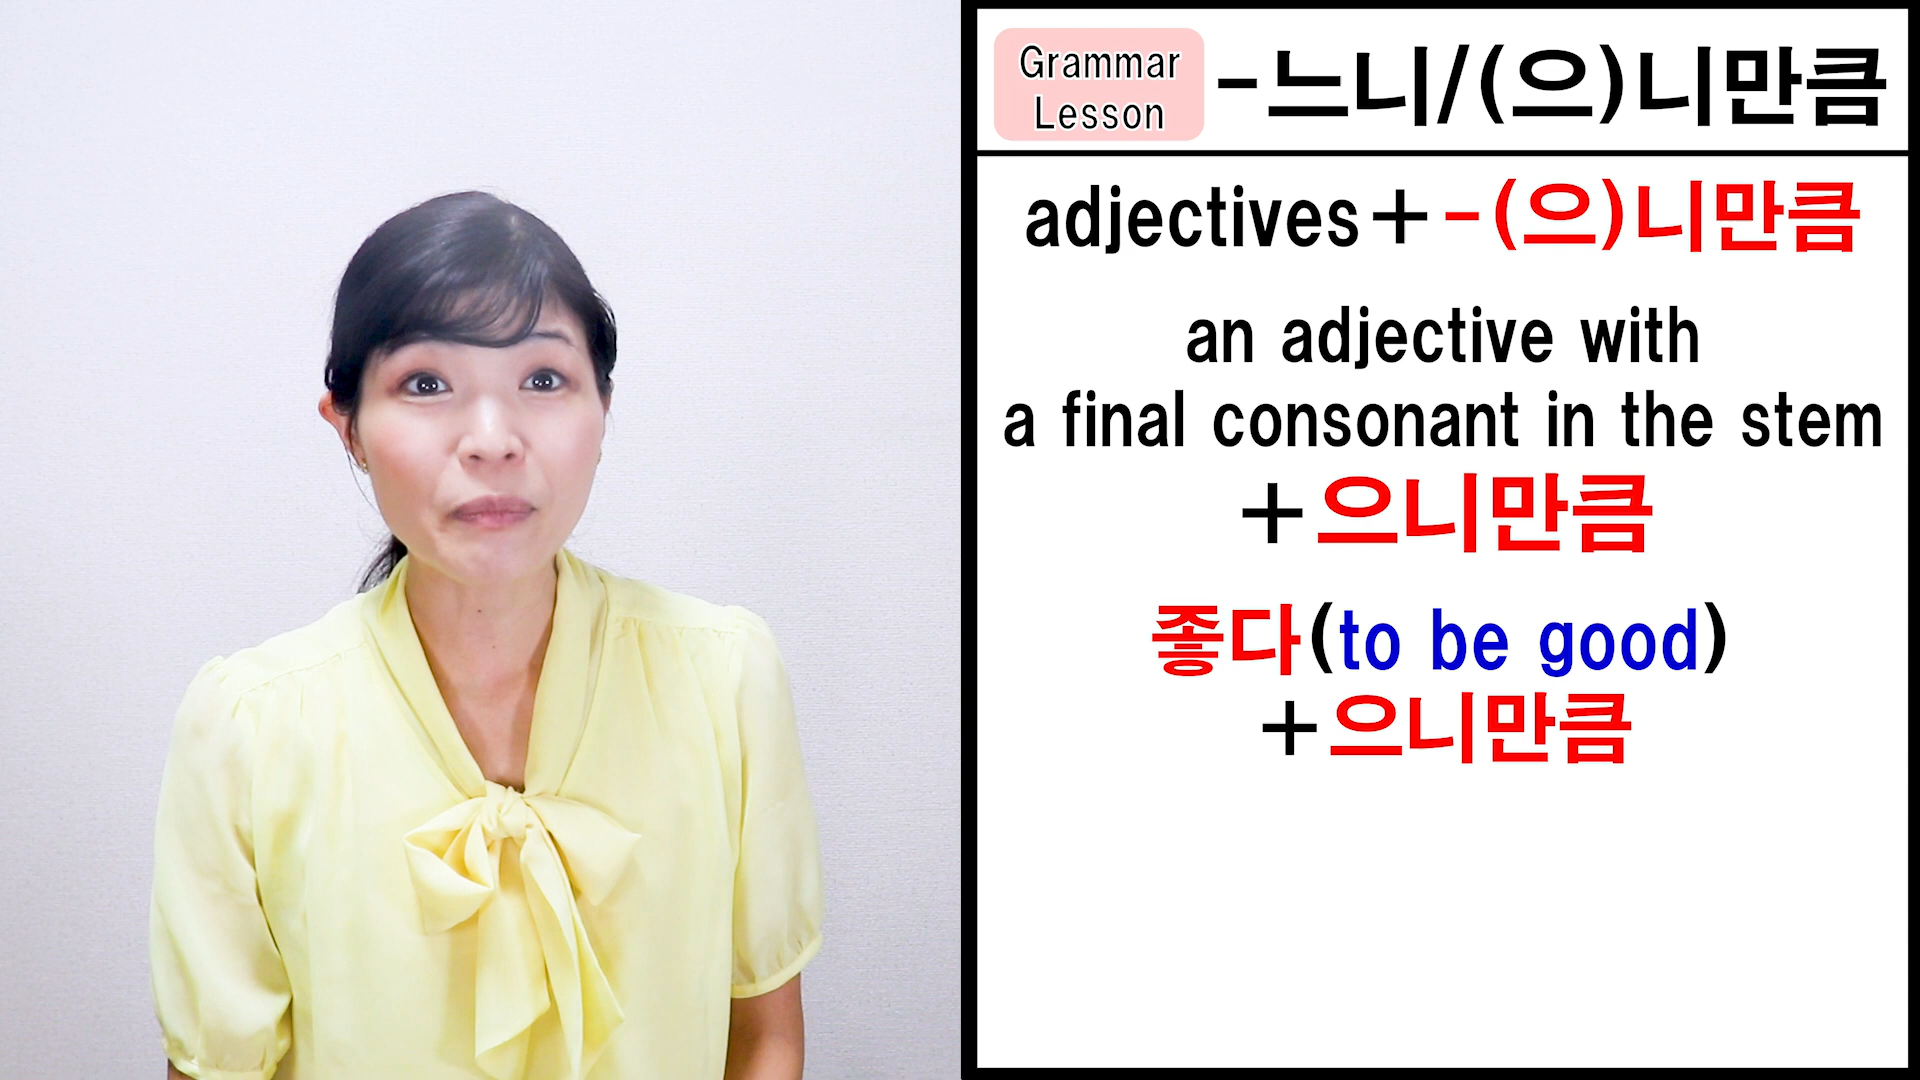 Grammar
Lesson
-느니/(으)니만큼
adjectives+-(으)니만큼
an adjective with
a final consonant in the stem
+으니만큼
좋다(to be good)
+으니만큼